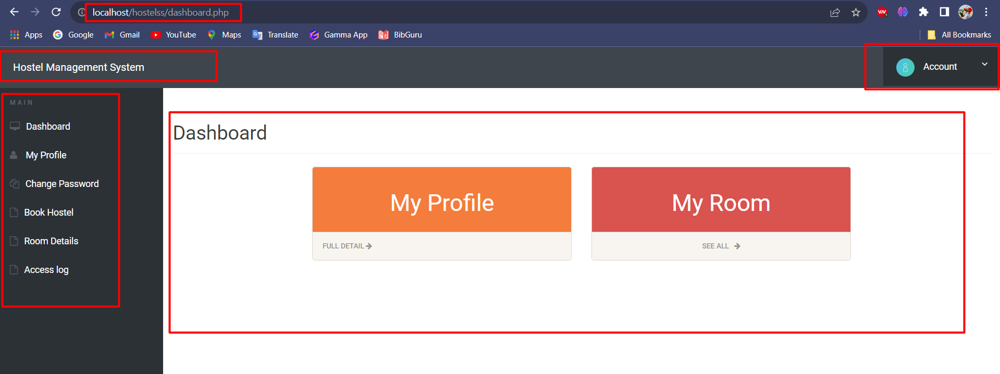 localhost/hostelss/dashboard.php
Apps Google Gmail YouTube Maps Translate Gamma App BibGuru All Bookmarks
Hostel Management System
Account
MAIN
Dashboard
My Profile
Change Password
Book Hostel
Room Details
Access log
Dashboard
My Profile
FULL DETAIL
My Room
SEE ALL